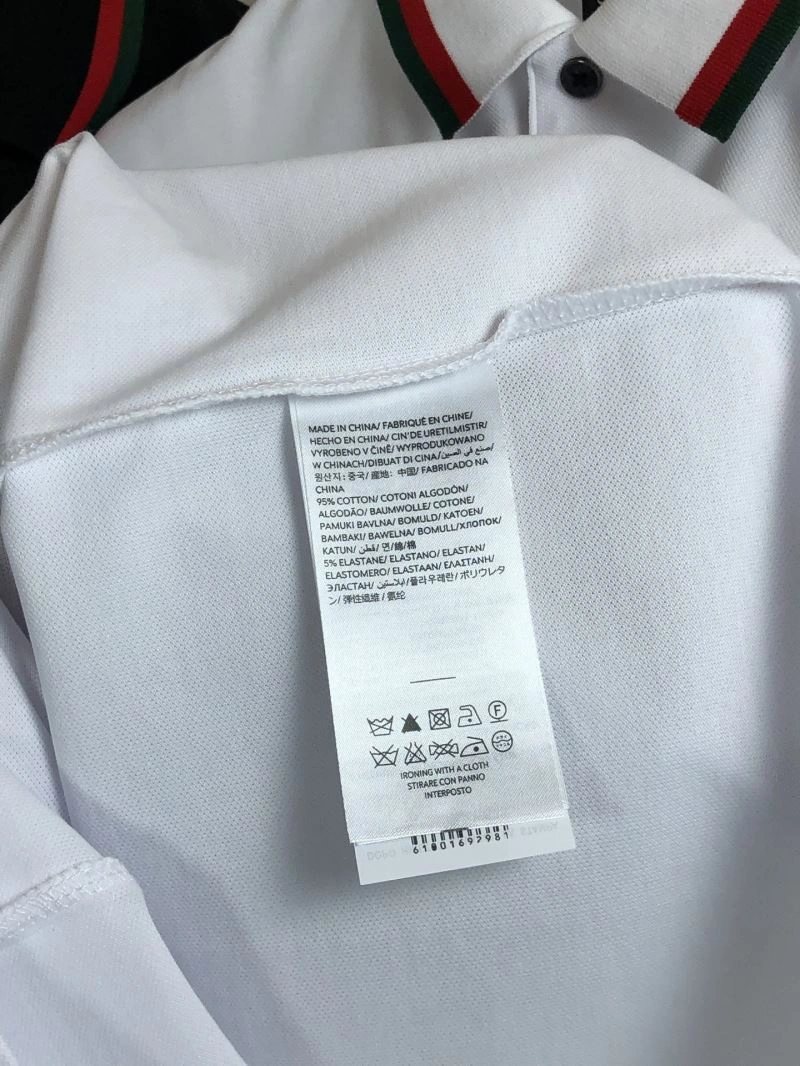 MADE IN CHINA/ FABRIQUÉ EN CHINE/
HECHO EN CHINA/ CIN'DE URETILMISTIR/
VYROBENO V ČINĚ/ WYPRODUKOWANO
W CHINACH/DIBUAT DI CINA/صنع في الصين/
원산지: 중국/ 産地: 中国/ FABRICADO NA
CHINA
95% COTTON/ COTONI ALGODÓN/
ALGODÃO/ BAUMWOLLE/ COTONE/
PAMUKI BAVLNA/ BOMULD/ KATOEN/
BAMBAKI/ BAWELNA/ BOMULL/ХЛОПОК/
KATUN/ قطن/ 면/綿/棉
5% ELASTANE/ ELASTANO/ ELASTAN/
ELASTOMERO/ ELASTAAN/ ΕΛΑΣΤΑΝΗ/
ЭЛАСТАН/ إيلاستين/폴리우레탄/ ポリウレタ
ン/ 弹性纖維 / 氨纶
F
IRONING WITH A CLOTH
STIRARE CON PANNO
INTERPOSTO
61001692981